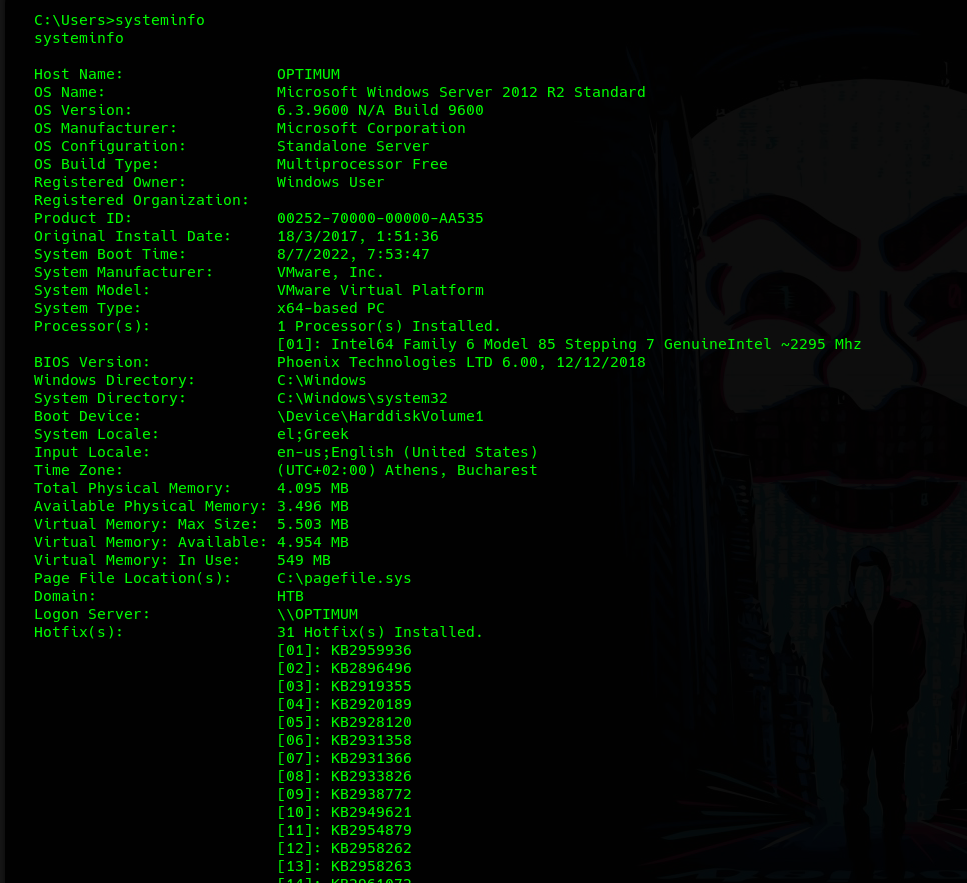 C:\Users>systeminfo
systeminfo
Host Name: OPTIMUM
OS Name: Microsoft Windows Server 2012 R2 Standard
OS Version: 6.3.9600 N/A Build 9600
OS Manufacturer: Microsoft Corporation
OS Configuration: Standalone Server
OS Build Type: Multiprocessor Free
Registered Owner: Windows User
Registered Organization:
Product ID: 00252-70000-00000-AA535
Original Install Date: 18/3/2017, 1:51:36
System Boot Time: 8/7/2022, 7:53:47
System Manufacturer: VMware, Inc.
System Model: VMware Virtual Platform
System Type: x64-based PC
Processor(s): 1 Processor(s) Installed.
[01]: Intel64 Family 6 Model 85 Stepping 7 GenuineIntel ~2295 Mhz
BIOS Version: Phoenix Technologies LTD 6.00, 12/12/2018
Windows Directory: C:\Windows
System Directory: C:\Windows\system32
Boot Device: \Device\HarddiskVolume1
System Locale: el;Greek
Input Locale: en-us;English (United States)
Time Zone: (UTC+02:00) Athens, Bucharest
Total Physical Memory: 4.095 MB
Available Physical Memory: 3.496 MB
Virtual Memory: Max Size: 5.503 MB
Virtual Memory: Available: 4.954 MB
Virtual Memory: In Use: 549 MB
Page File Location(s): C:\pagefile.sys
Domain: HTB
Logon Server: \\OPTIMUM
Hotfix(s): 31 Hotfix(s) Installed.
[01]: KB2959936
[02]: KB2896496
[03]: KB2919355
[04]: KB2920189
[05]: KB2928120
[06]: KB2931358
[07]: KB2931366
[08]: KB2933826
[09]: KB2938772
[10]: KB2949621
[11]: KB2954879
[12]: KB2958262
[13]: KB2958263